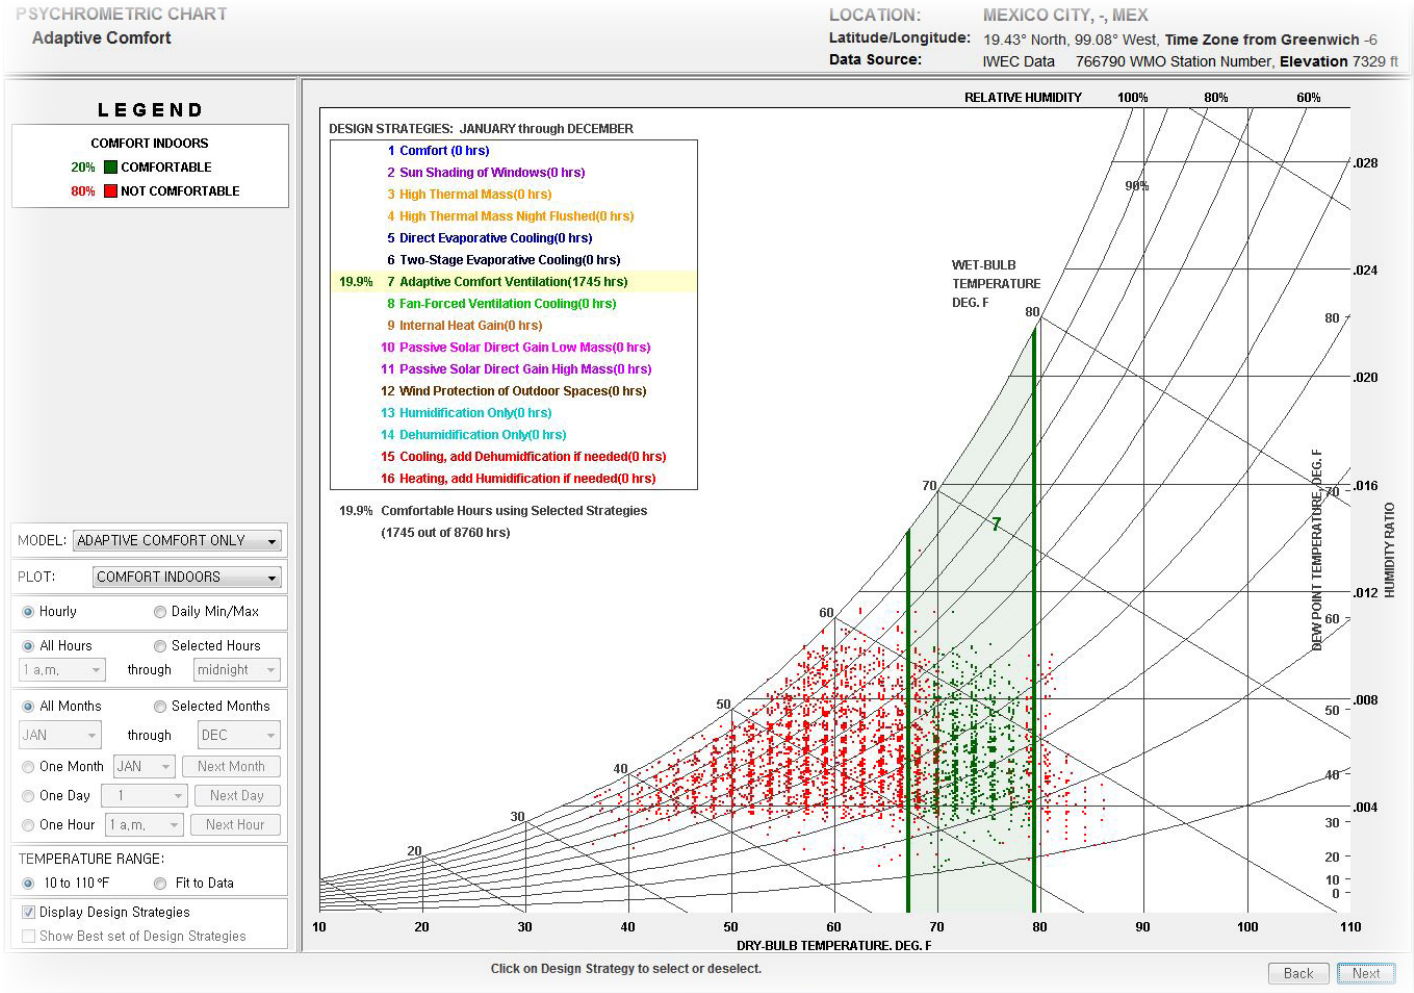 PSYCHROMETRIC CHART
Adaptive Comfort
LOCATION: MEXICO CITY, -, MEX
Latitude/Longitude: 19.43° North, 99.08° West, Time Zone from Greenwich -6
Data Source: IWEC Data 766790 WMO Station Number, Elevation 7329 ft
LEGEND
COMFORT INDOORS
20% COMFORTABLE
80% NOT COMFORTABLE
MODEL: ADAPTIVE COMFORT ONLY
PLOT: COMFORT INDOORS
Hourly Daily Min/Max
All Hours Selected Hours
1 a.m. through midnight
All Months Selected Months
JAN through DEC
One Month JAN Next Month
One Day 1 Next Day
One Hour 1 a.m. Next Hour
TEMPERATURE RANGE:
10 to 110 °F Fit to Data
Display Design Strategies
Show Best set of Design Strategies
RELATIVE HUMIDITY 100% 80% 60%
DESIGN STRATEGIES: JANUARY through DECEMBER
1 Comfort (0 hrs)
2 Sun Shading of Windows(0 hrs)
3 High Thermal Mass(0 hrs)
4 High Thermal Mass Night Flushed(0 hrs)
5 Direct Evaporative Cooling(0 hrs)
6 Two-Stage Evaporative Cooling(0 hrs)
19.9% 7 Adaptive Comfort Ventilation(1745 hrs)
8 Fan-Forced Ventilation Cooling(0 hrs)
9 Internal Heat Gain(0 hrs)
10 Passive Solar Direct Gain Low Mass(0 hrs)
11 Passive Solar Direct Gain High Mass(0 hrs)
12 Wind Protection of Outdoor Spaces(0 hrs)
13 Humidification Only(0 hrs)
14 Dehumidification Only(0 hrs)
15 Cooling, add Dehumidfication if needed(0 hrs)
16 Heating, add Humidification if needed(0 hrs)
19.9% Comfortable Hours using Selected Strategies
(1745 out of 8760 hrs)
90%
WET-BULB
TEMPERATURE
DEG. F
80
70
60
50
40
30
20
7
.028
.024
.020
.016
.012
.008
.004
HUMIDITY RATIO
80
70
60
50
40
30
20
10
0
DEW POINT TEMPERATURE, DEG. F
10 20 30 40 50 60 70 80 90 100 110
DRY-BULB TEMPERATURE, DEG. F
Click on Design Strategy to select or deselect.
Back Next